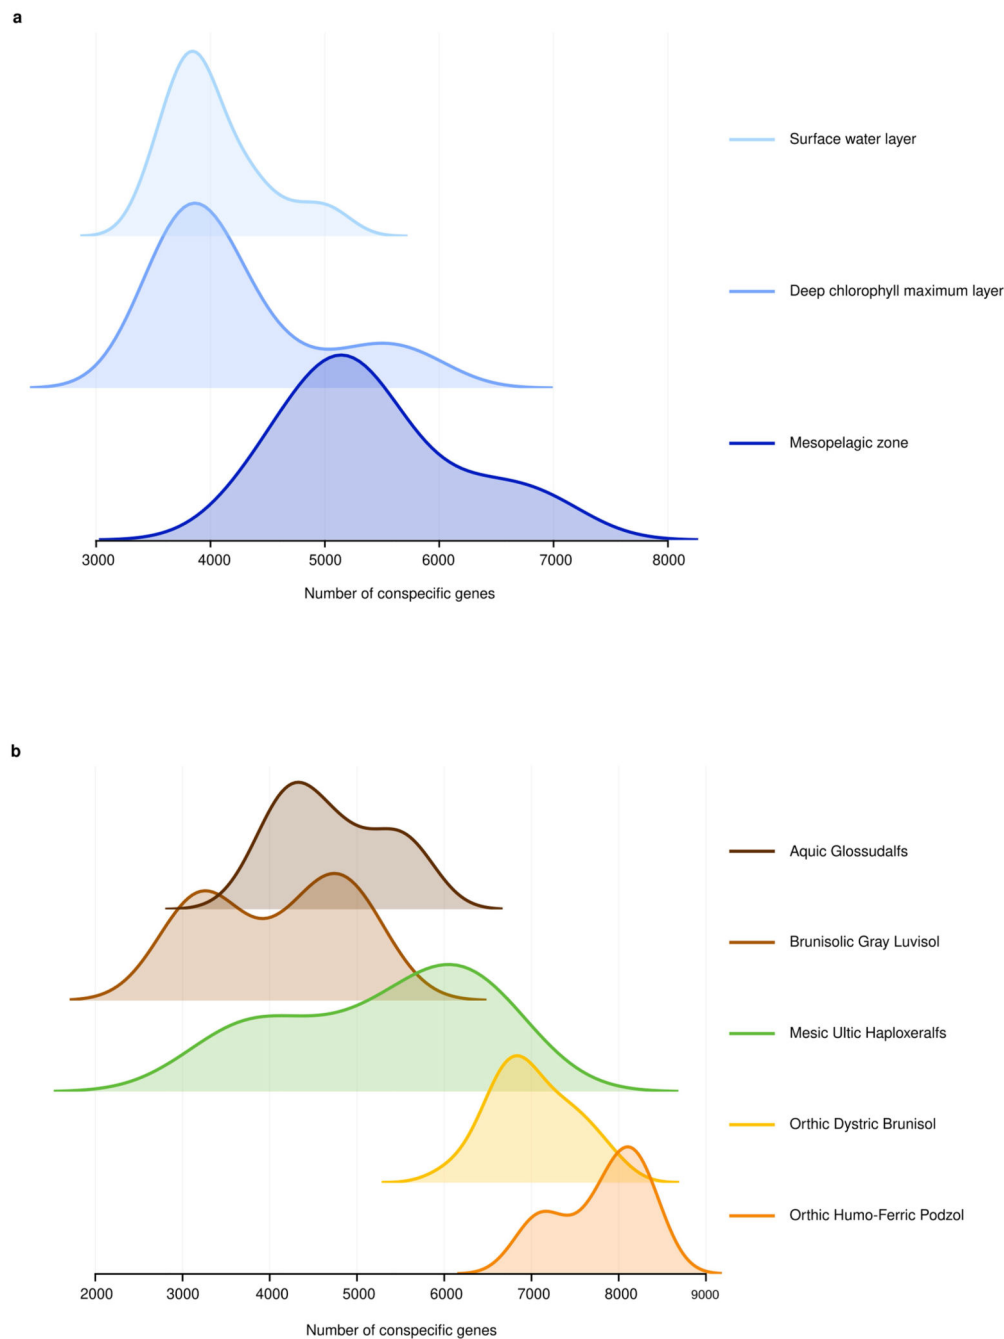 a
Surface water layer
Deep chlorophyll maximum layer
Mesopelagic zone
3000 4000 5000 6000 7000 8000
Number of conspecific genes
b
Aquic Glossudalfs
Brunisolic Gray Luvisol
Mesic Ultic Haploxeralfs
Orthic Dystric Brunisol
Orthic Humo-Ferric Podzol
2000 3000 4000 5000 6000 7000 8000 9000
Number of conspecific genes